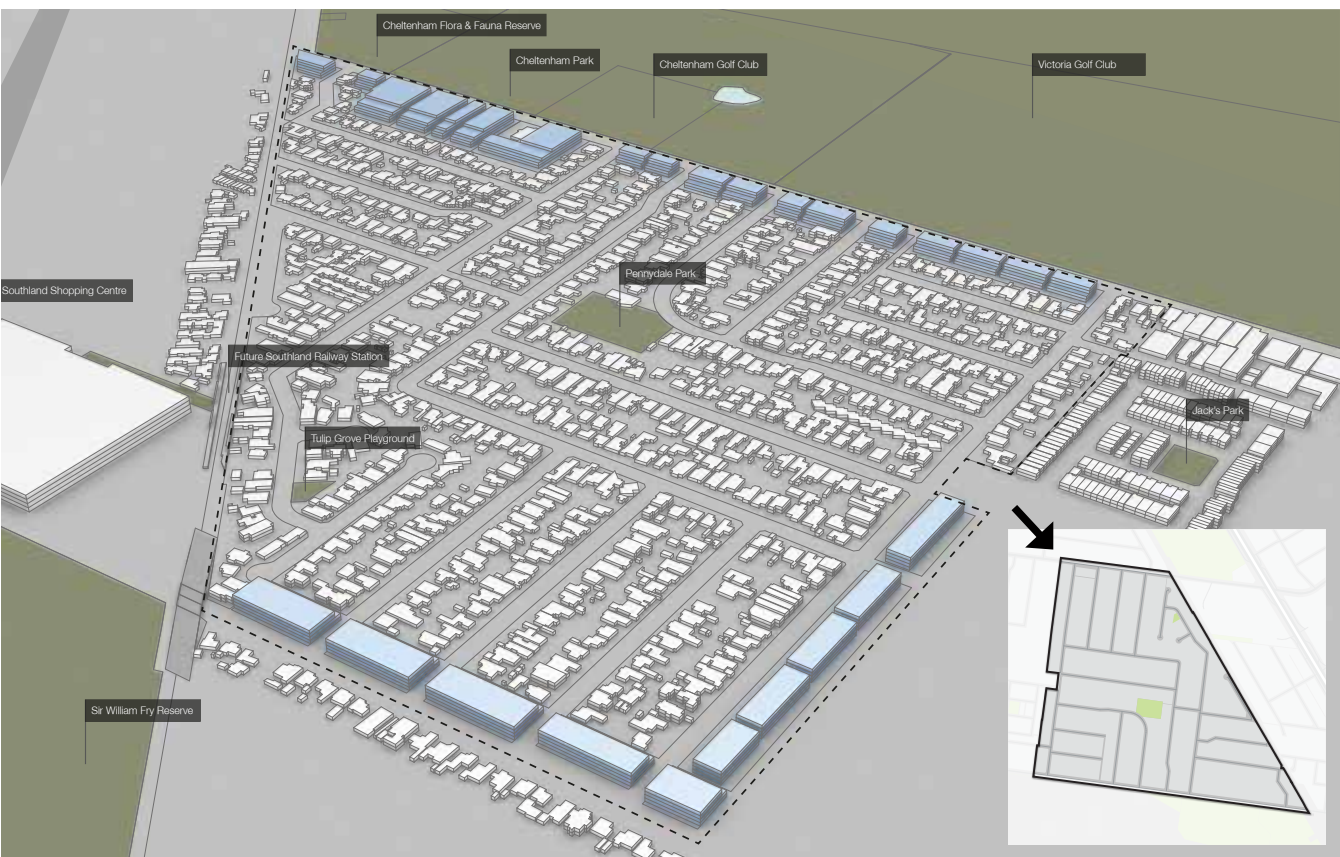 Cheltenham Flora & Fauna Reserve
Cheltenham Park
Cheltenham Golf Club
Victoria Golf Club
Pennydale Park
Southland Shopping Centre
Future Southland Railway Station
Jack's Park
Tulip Grove Playground
Sir William Fry Reserve